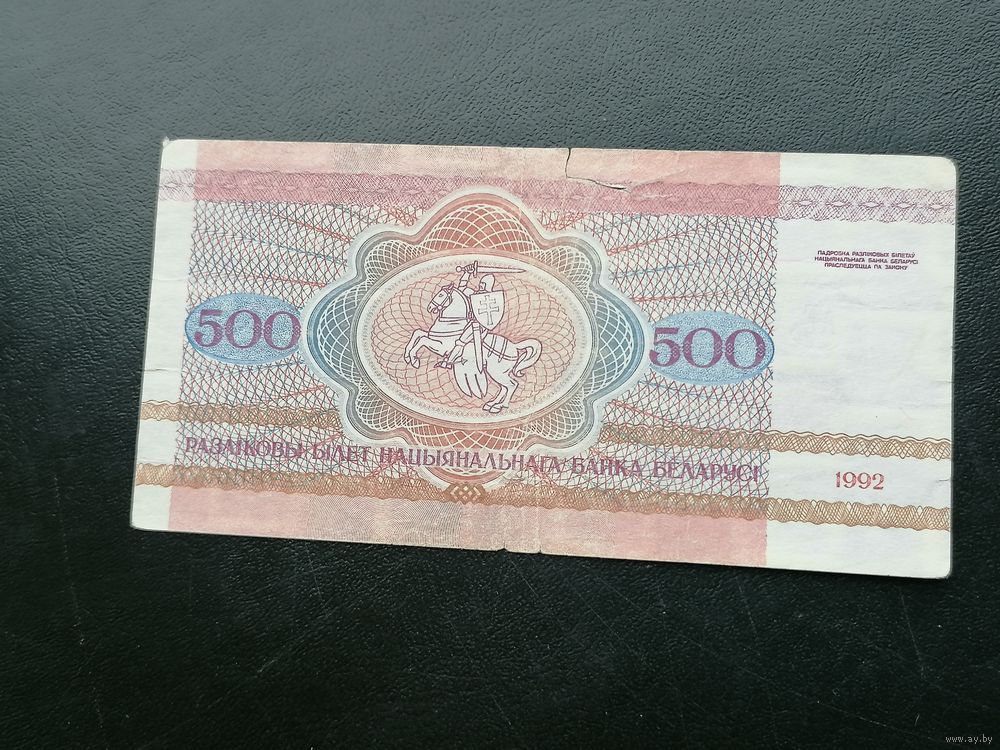 ПАДРОБКА РАЗЛІКОВЫХ БІЛЕТАЎ
НАЦЫЯНАЛЬНАГА БАНКА БЕЛАРУСІ
ПРАСЛЕДУЕЦЦА ПА ЗАКОНУ
500
500
РАЗЛІКОВЫ БІЛЕТ НАЦЫЯНАЛЬНАГА БАНКА БЕЛАРУСІ
1992
www.ay.by